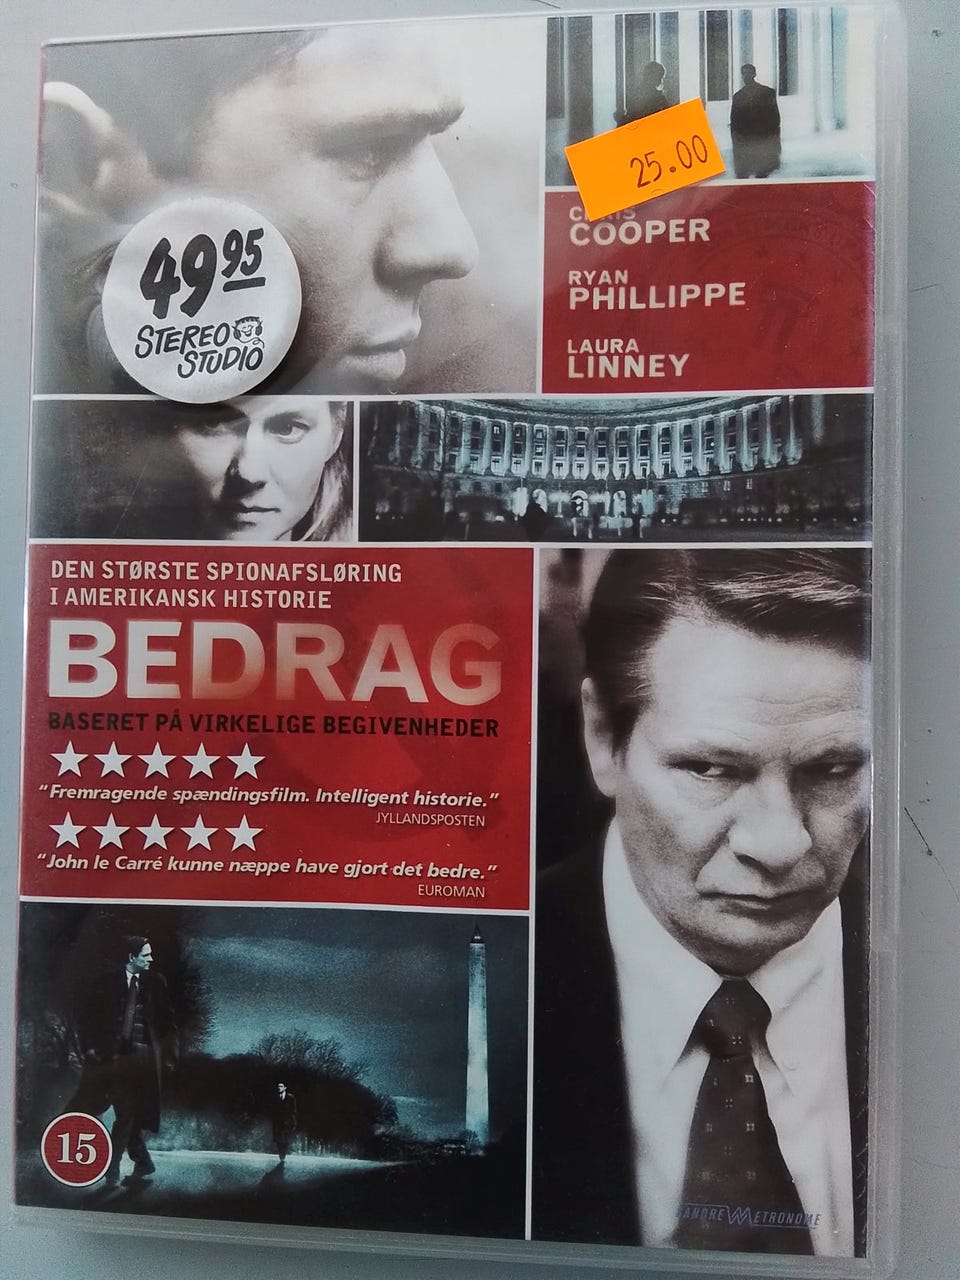 25.00
CHRIS
COOPER
RYAN
PHILLIPPE
LAURA
LINNEY
49.95
STEREO
STUDIO
DEN STØRSTE SPIONAFSLØRING
I AMERIKANSK HISTORIE
BEDRAG
BASERET PÅ VIRKELIGE BEGIVENHEDER
"Fremragende spændingsfilm. Intelligent historie."
JYLLANDSPOSTEN
"John le Carré kunne næppe have gjort det bedre."
EUROMAN
15
SANDREW METRONOME